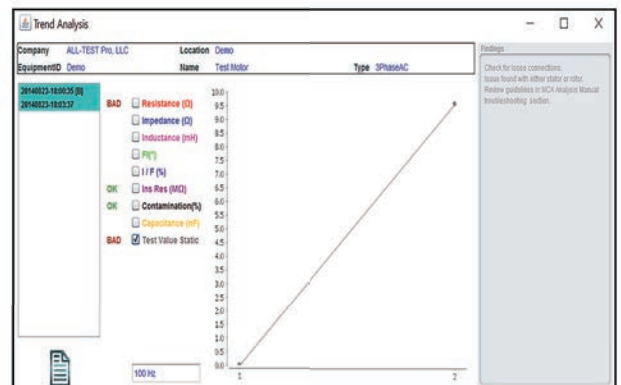 Trend Analysis
Company ALL-TEST Pro, LLC Location Demo
EquipmentID Demo Name Test Motor Type 3PhaseAC
Findings
Check for loose connections.
Issue found with either stator or rotor.
Review guidelines in MCA Analysis Manual
troubleshooting section.
20140823-18:00:35 (B)
20140823-18:03:37
BAD Resistance (Ω)
Impedance (Ω)
Inductance (mH)
Fi(°)
I / F (%)
OK Ins Res (MΩ)
OK Contamination(%)
Capacitance (nF)
BAD Test Value Static
10.0
9.5
9.0
8.5
8.0
7.5
7.0
6.5
6.0
5.5
5.0
4.5
4.0
3.5
3.0
2.5
2.0
1.5
1.0
0.5
0.0
1 2
100 Hz